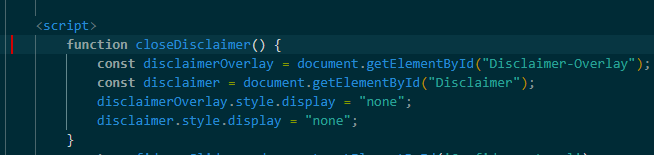 <script>
function closeDisclaimer() {
const disclaimerOverlay = document.getElementById("Disclaimer-Overlay");
const disclaimer = document.getElementById("Disclaimer");
disclaimerOverlay.style.display = "none";
disclaimer.style.display = "none";
}